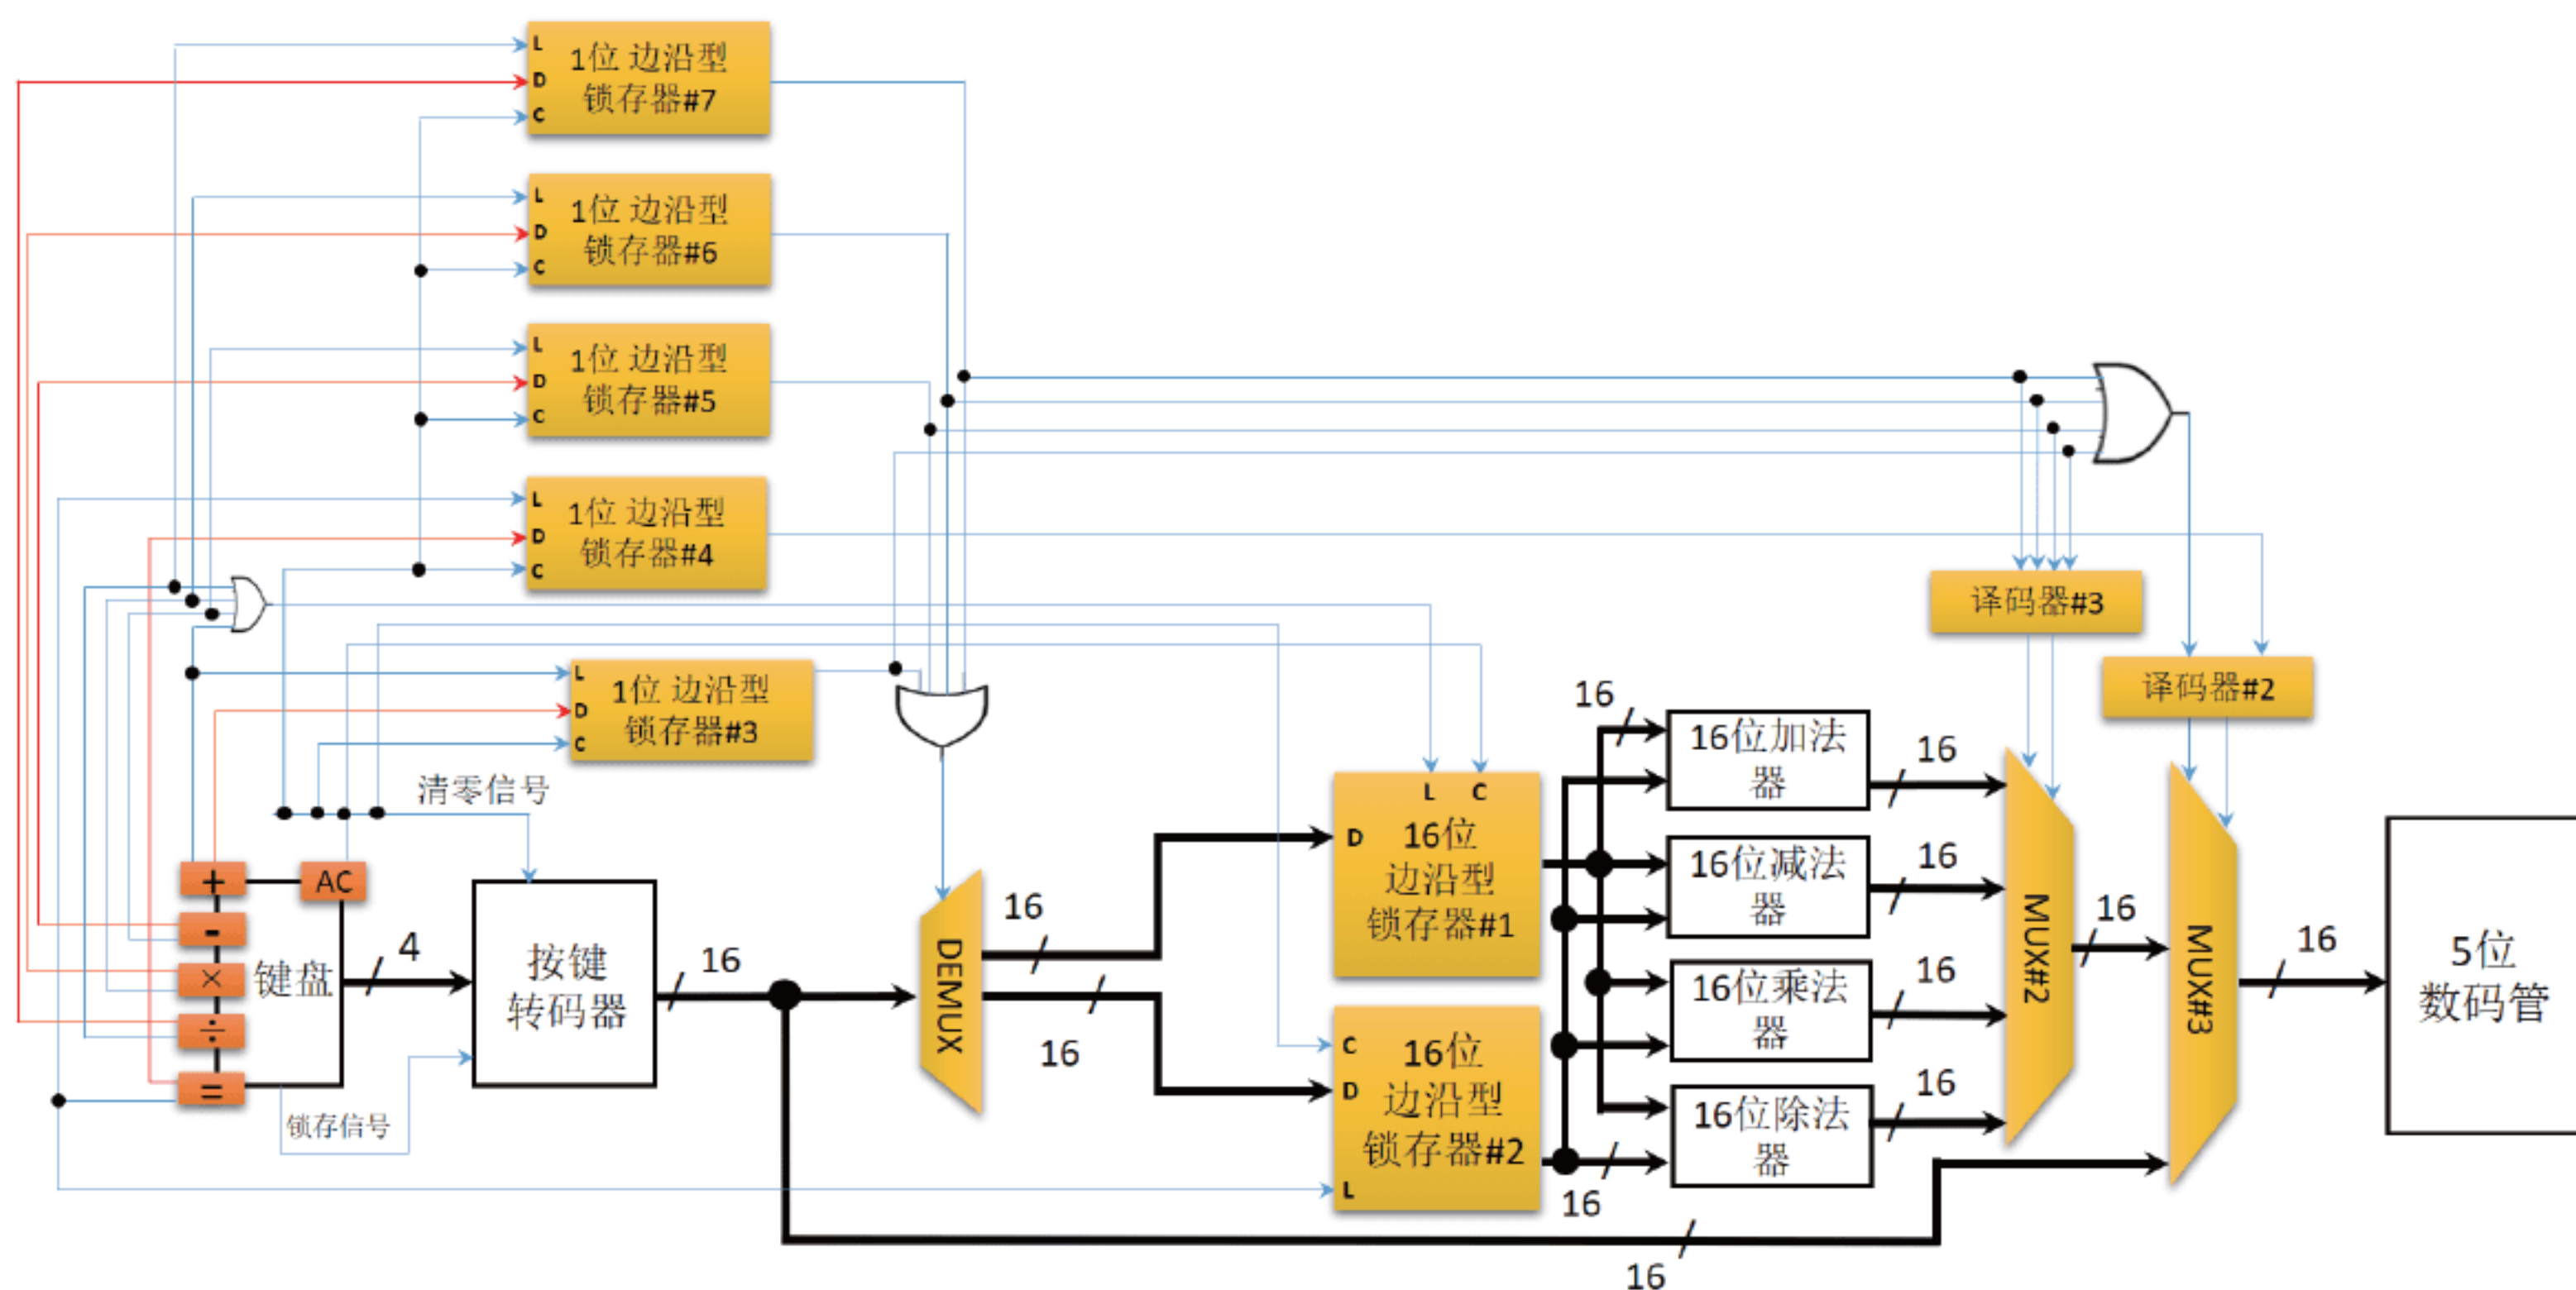 L
D
C
1位 边沿型
锁存器#7
L
D
C
1位 边沿型
锁存器#6
L
D
C
1位 边沿型
锁存器#5
L
D
C
1位 边沿型
锁存器#4
L
D
C
1位 边沿型
锁存器#3
译码器#3
译码器#2
清零信号
+
AC
-
×
÷
=
键盘
锁存信号
4
按键
转码器
16
DEMUX
16
16
L C
D
16位
边沿型
锁存器#1
C
D
L
16位
边沿型
锁存器#2
16
16
16位加法
器
16位减法
器
16位乘法
器
16位除法
器
16
16
16
16
MUX#2
16
MUX#3
16
5位
数码管
16